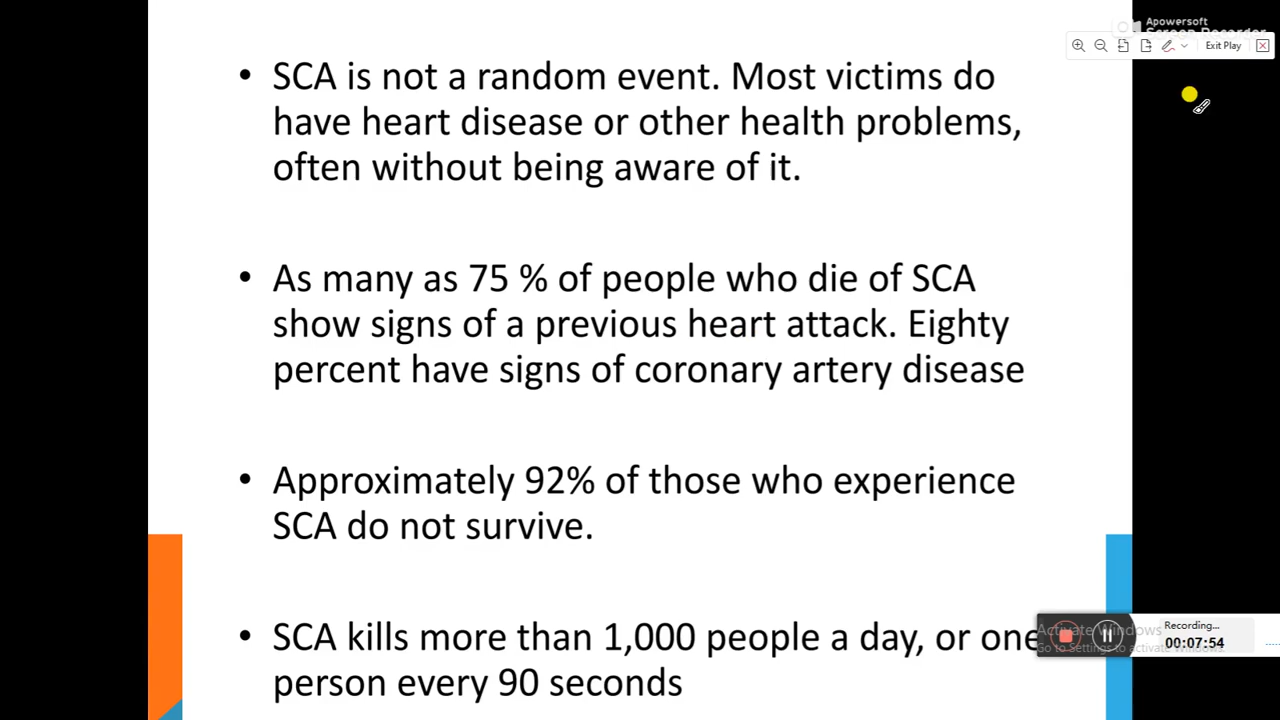 Apowersoft
Screen Recorder
Exit Play
• SCA is not a random event. Most victims do
have heart disease or other health problems,
often without being aware of it.
• As many as 75 % of people who die of SCA
show signs of a previous heart attack. Eighty
percent have signs of coronary artery disease
• Approximately 92% of those who experience
SCA do not survive.
• SCA kills more than 1,000 people a day, or one
person every 90 seconds
Activate Windows
Go to Settings to activate Windows.
Recording...
00:07:54